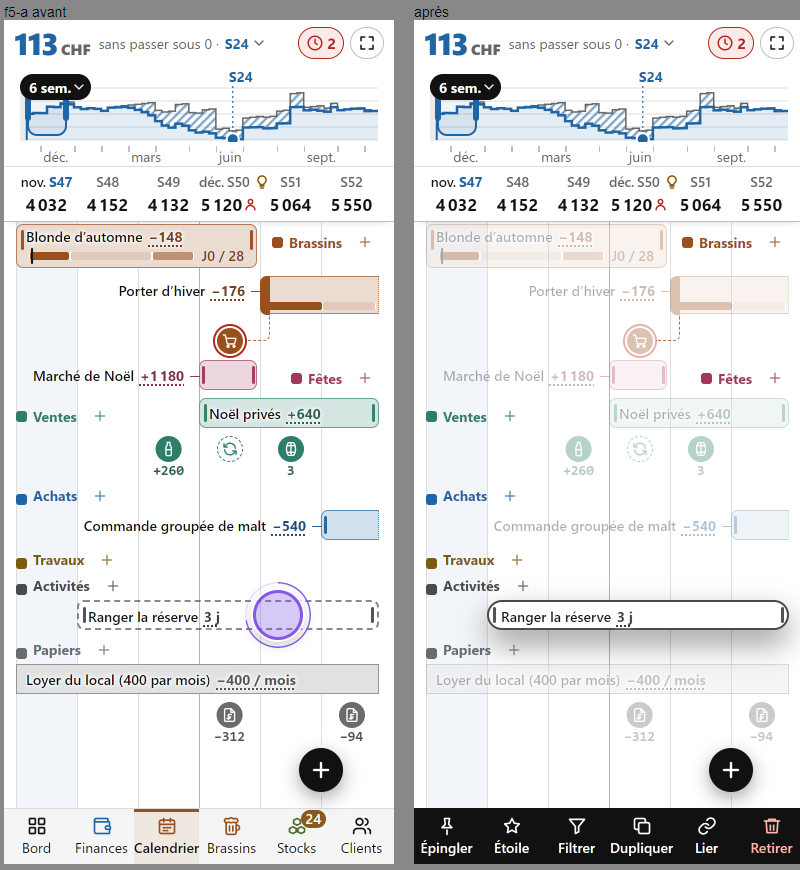 f5-a avant
113 CHF sans passer sous 0 · S24 2
S24
6 sem.
déc. mars juin sept.
nov. S47 S48 S49 déc. S50 S51 S52
4 032 4 152 4 132 5 120 5 064 5 550
Blonde d'automne −148
J0 / 28
Brassins +
Porter d'hiver −176
Marché de Noël +1 180
Fêtes +
Ventes +
Noël privés +640
+260 3
Achats +
Commande groupée de malt −540
Travaux +
Activités +
Ranger la réserve 3 j
Papiers +
Loyer du local (400 par mois) −400 / mois
−312 −94
+
24
Bord Finances Calendrier Brassins Stocks Clients
après
113 CHF sans passer sous 0 · S24 2
S24
6 sem.
déc. mars juin sept.
nov. S47 S48 S49 déc. S50 S51 S52
4 032 4 152 4 132 5 120 5 064 5 550
Blonde d'automne −148
J0 / 28
Brassins +
Porter d'hiver −176
Marché de Noël +1 180
Fêtes +
Ventes +
Noël privés +640
+260 3
Achats +
Commande groupée de malt −540
Travaux +
Activités +
Ranger la réserve 3 j
Papiers +
Loyer du local (400 par mois) −400 / mois
−312 −94
+
Épingler Étoile Filtrer Dupliquer Lier Retirer